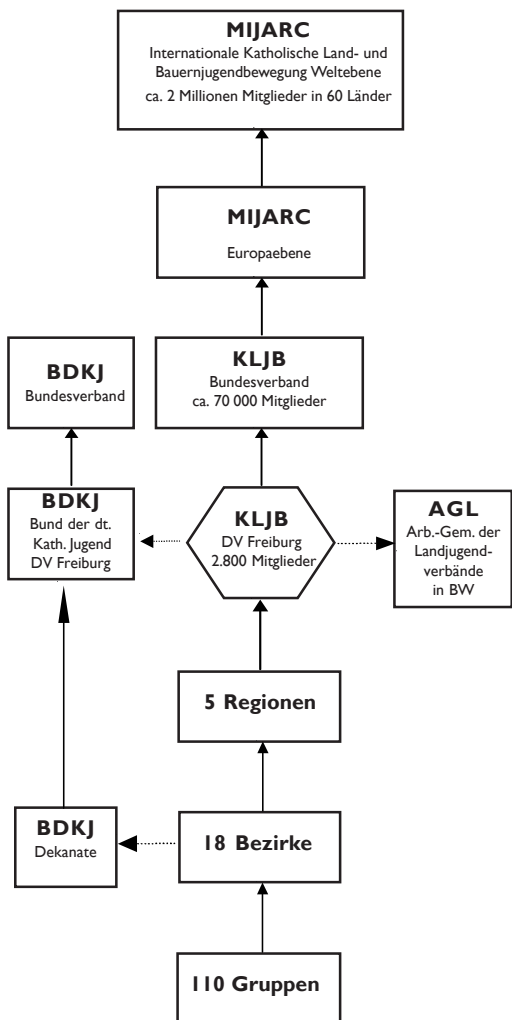 MIJARC
Internationale Katholische Land- und
Bauernjugendbewegung Weltebene
ca. 2 Millionen Mitglieder in 60 Länder
MIJARC
Europaebene
BDKJ
Bundesverband
KLJB
Bundesverband
ca. 70 000 Mitglieder
BDKJ
Bund der dt.
Kath. Jugend
DV Freiburg
KLJB
DV Freiburg
2.800 Mitglieder
AGL
Arb.-Gem. der
Landjugend-
verbände
in BW
5 Regionen
BDKJ
Dekanate
18 Bezirke
110 Gruppen